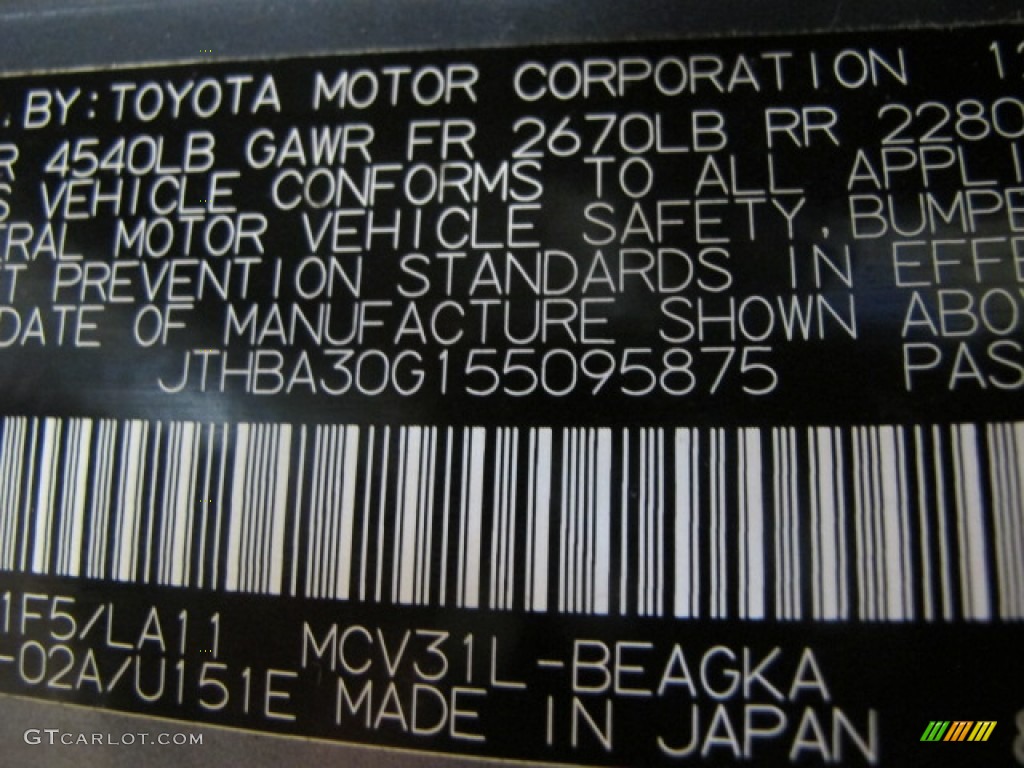 . BY: TOYOTA MOTOR CORPORATION 1
R 4540LB GAWR FR 2670LB RR 2280
S VEHICLE CONFORMS TO ALL APPLI
ERAL MOTOR VEHICLE SAFETY, BUMPE
T PREVENTION STANDARDS IN EFFE
DATE OF MANUFACTURE SHOWN ABO
JTHBA30G155095875 PAS
1F5/LA11 MCV31L-BEAGKA
-02A/U151E MADE IN JAPAN
GTCARLOT.COM